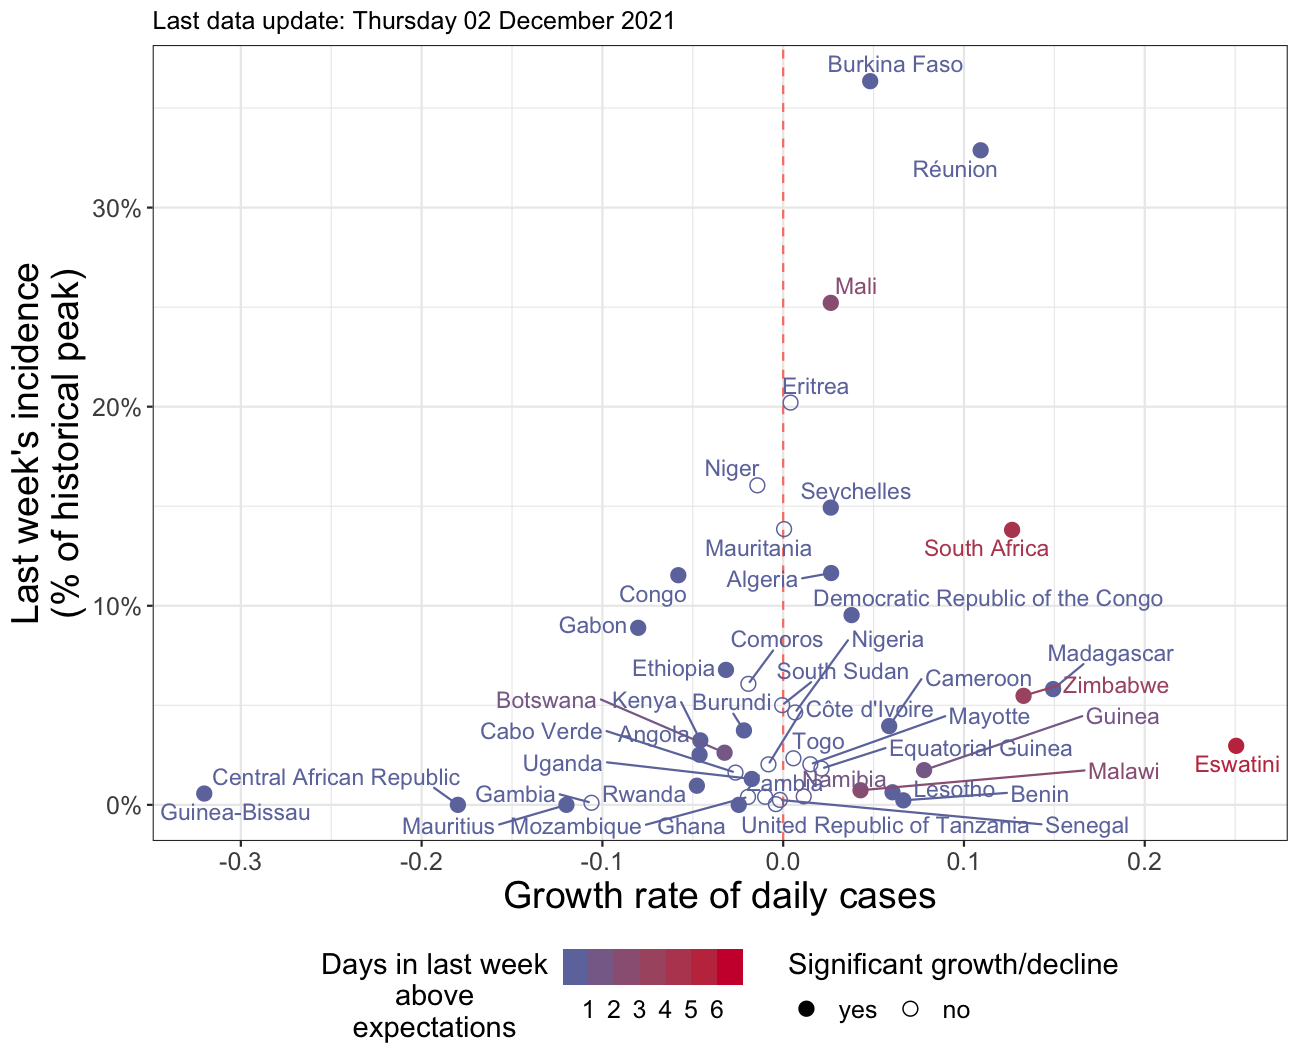 Last data update: Thursday 02 December 2021
Last week's incidence
(% of historical peak)
30%
20%
10%
0%
Burkina Faso
Réunion
Mali
Eritrea
Niger
Seychelles
Mauritania
South Africa
Algeria
Congo
Democratic Republic of the Congo
Gabon
Comoros
Nigeria
Ethiopia
South Sudan
Madagascar
Cameroon
Zimbabwe
Botswana
Kenya
Burundi
Côte d'Ivoire
Mayotte
Guinea
Cabo Verde
Angola
Togo
Equatorial Guinea
Uganda
Eswatini
Malawi
Central African Republic
Namibia
Zambia
Gambia
Rwanda
Lesotho
Benin
Guinea-Bissau
Mauritius
Mozambique
Ghana
United Republic of Tanzania
Senegal
-0.3
-0.2
-0.1
0.0
0.1
0.2
Growth rate of daily cases
Days in last week
above
expectations
1 2 3 4 5 6
Significant growth/decline
yes
no